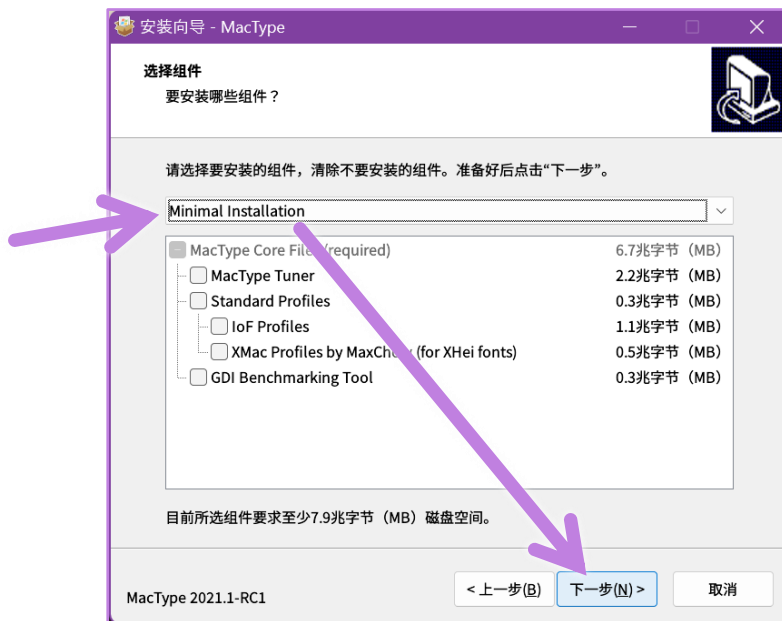 安装向导 - MacType
选择组件
要安装哪些组件？
请选择要安装的组件，清除不要安装的组件。准备好后点击“下一步”。
Minimal Installation
MacType Core Files (required) 6.7兆字节（MB）
MacType Tuner 2.2兆字节（MB）
Standard Profiles 0.3兆字节（MB）
IoF Profiles 1.1兆字节（MB）
XMac Profiles by (for XHei fonts) 0.5兆字节（MB）
GDI Benchmarking Tool 0.3兆字节（MB）
目前所选组件要求至少7.9兆字节（MB）磁盘空间。
MacType 2021.1-RC1
< 上一步(B) 下一步(N) > 取消